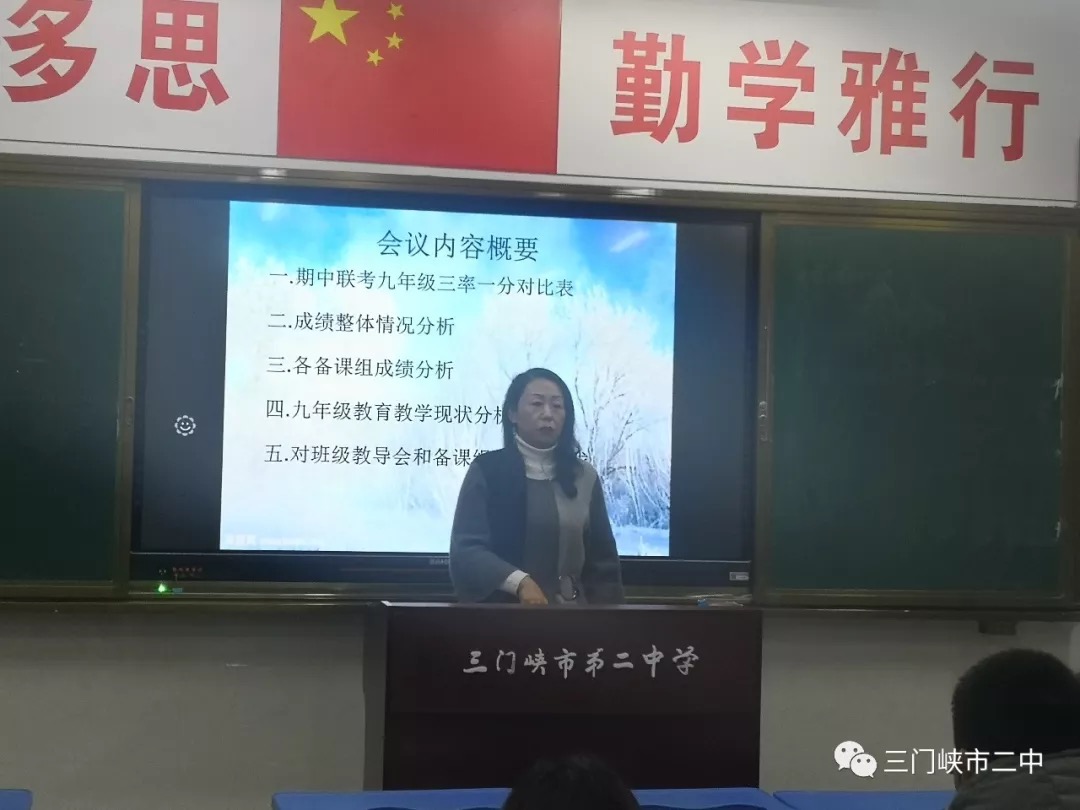 多思
勤学雅行
会议内容概要
一.期中联考九年级三率一分对比表
二.成绩整体情况分析
三.各备课组成绩分析
四.九年级教育教学现状分析
五.对班级教导会和备课组
三门峡市第二中学
三门峡市二中